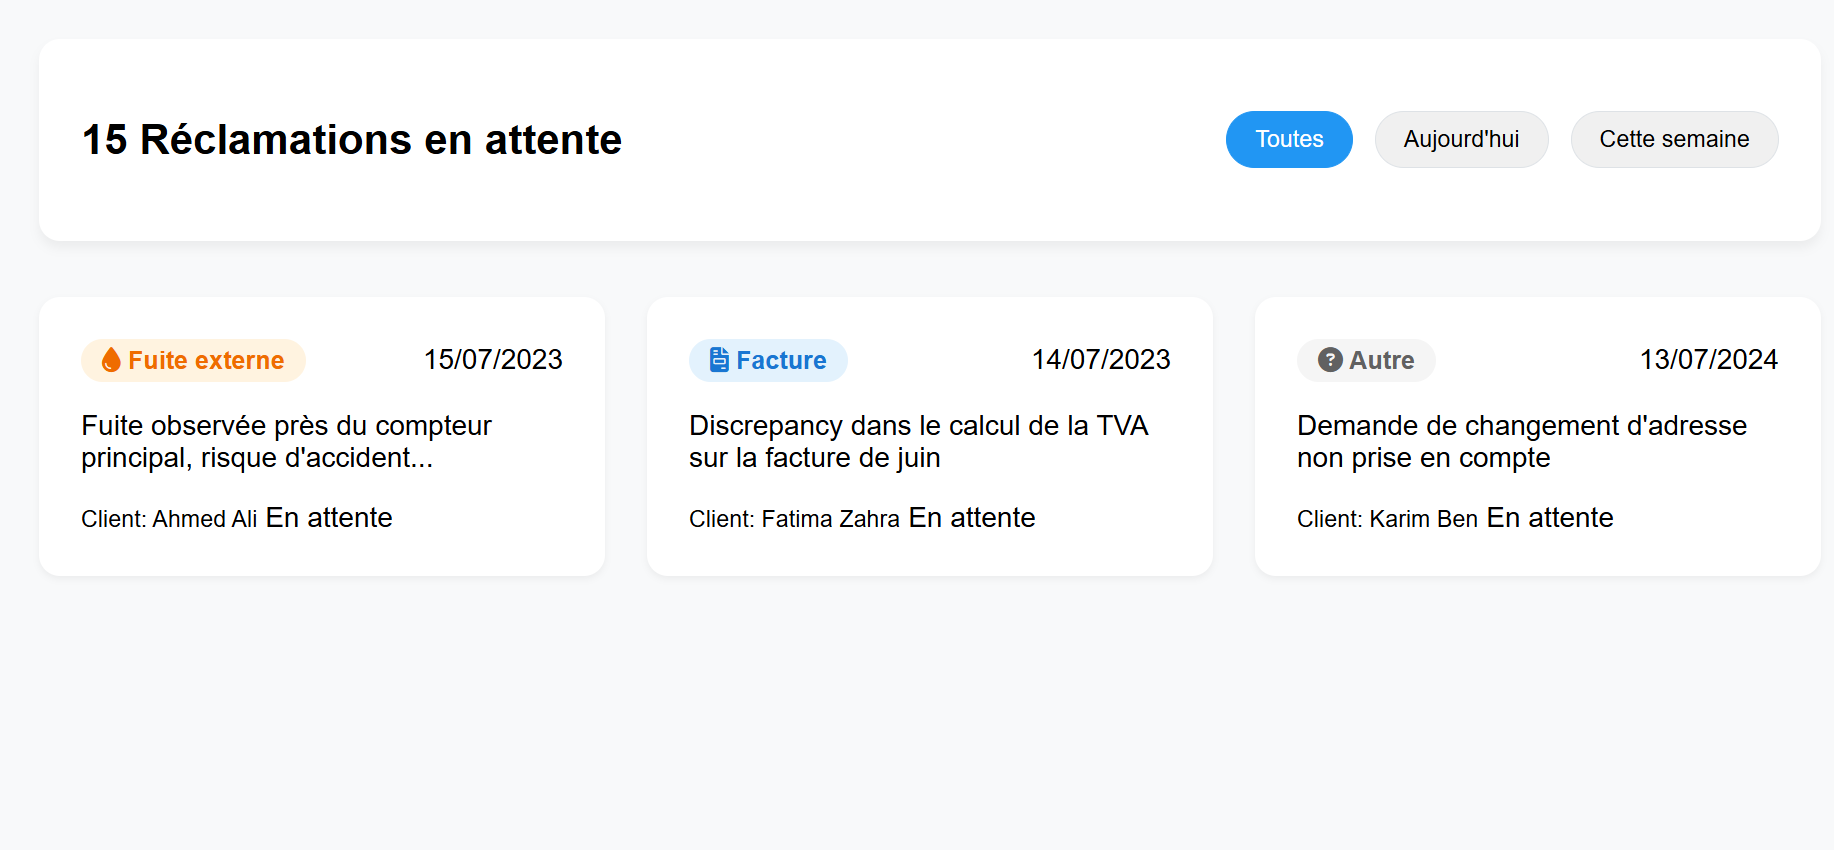 15 Réclamations en attente
Toutes
Aujourd'hui
Cette semaine
Fuite externe
15/07/2023
Fuite observée près du compteur
principal, risque d'accident...
Client: Ahmed Ali En attente
Facture
14/07/2023
Discrepancy dans le calcul de la TVA
sur la facture de juin
Client: Fatima Zahra En attente
Autre
13/07/2024
Demande de changement d'adresse
non prise en compte
Client: Karim Ben En attente